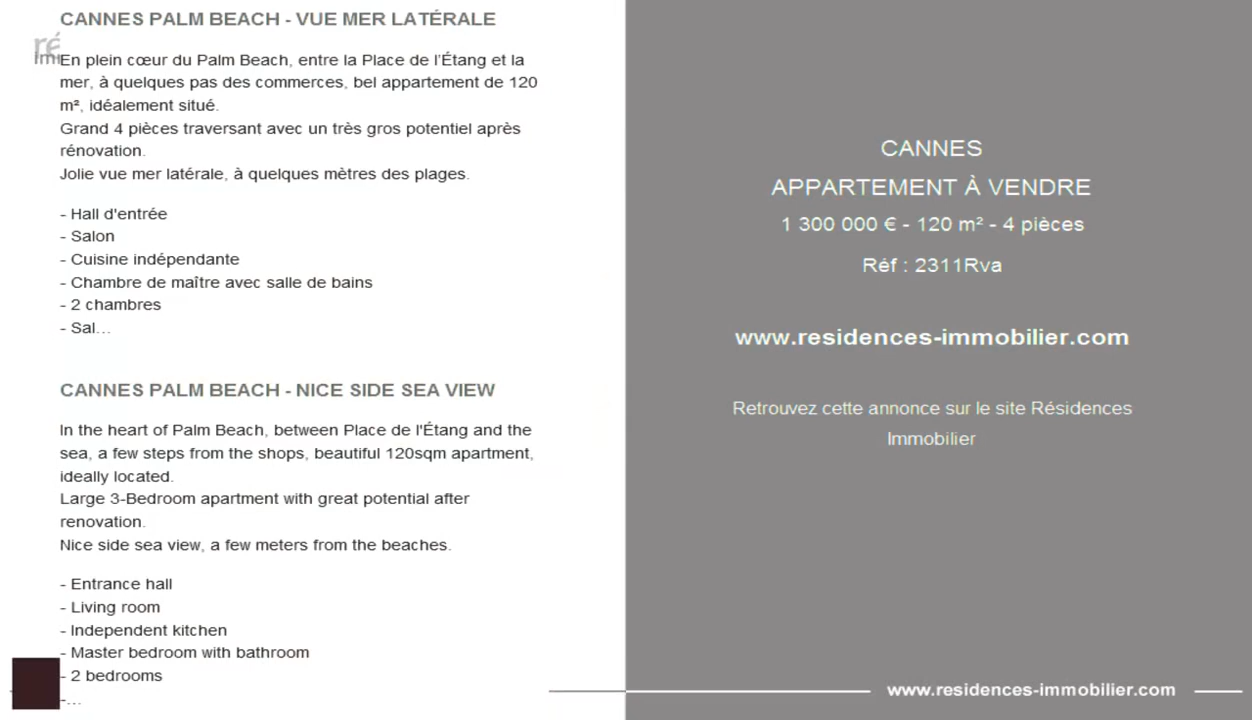 CANNES PALM BEACH - VUE MER LATÉRALE
ré
im
En plein cœur du Palm Beach, entre la Place de l'Étang et la
mer, à quelques pas des commerces, bel appartement de 120
m², idéalement situé.
Grand 4 pièces traversant avec un très gros potentiel après
rénovation.
Jolie vue mer latérale, à quelques mètres des plages.
- Hall d'entrée
- Salon
- Cuisine indépendante
- Chambre de maître avec salle de bains
- 2 chambres
- Sal...
CANNES PALM BEACH - NICE SIDE SEA VIEW
In the heart of Palm Beach, between Place de l'Étang and the
sea, a few steps from the shops, beautiful 120sqm apartment,
ideally located.
Large 3-Bedroom apartment with great potential after
renovation.
Nice side sea view, a few meters from the beaches.
- Entrance hall
- Living room
- Independent kitchen
- Master bedroom with bathroom
- 2 bedrooms
-...
CANNES
APPARTEMENT À VENDRE
1 300 000 € - 120 m² - 4 pièces
Réf : 2311Rva
www.residences-immobilier.com
Retrouvez cette annonce sur le site Résidences
Immobilier
www.residences-immobilier.com